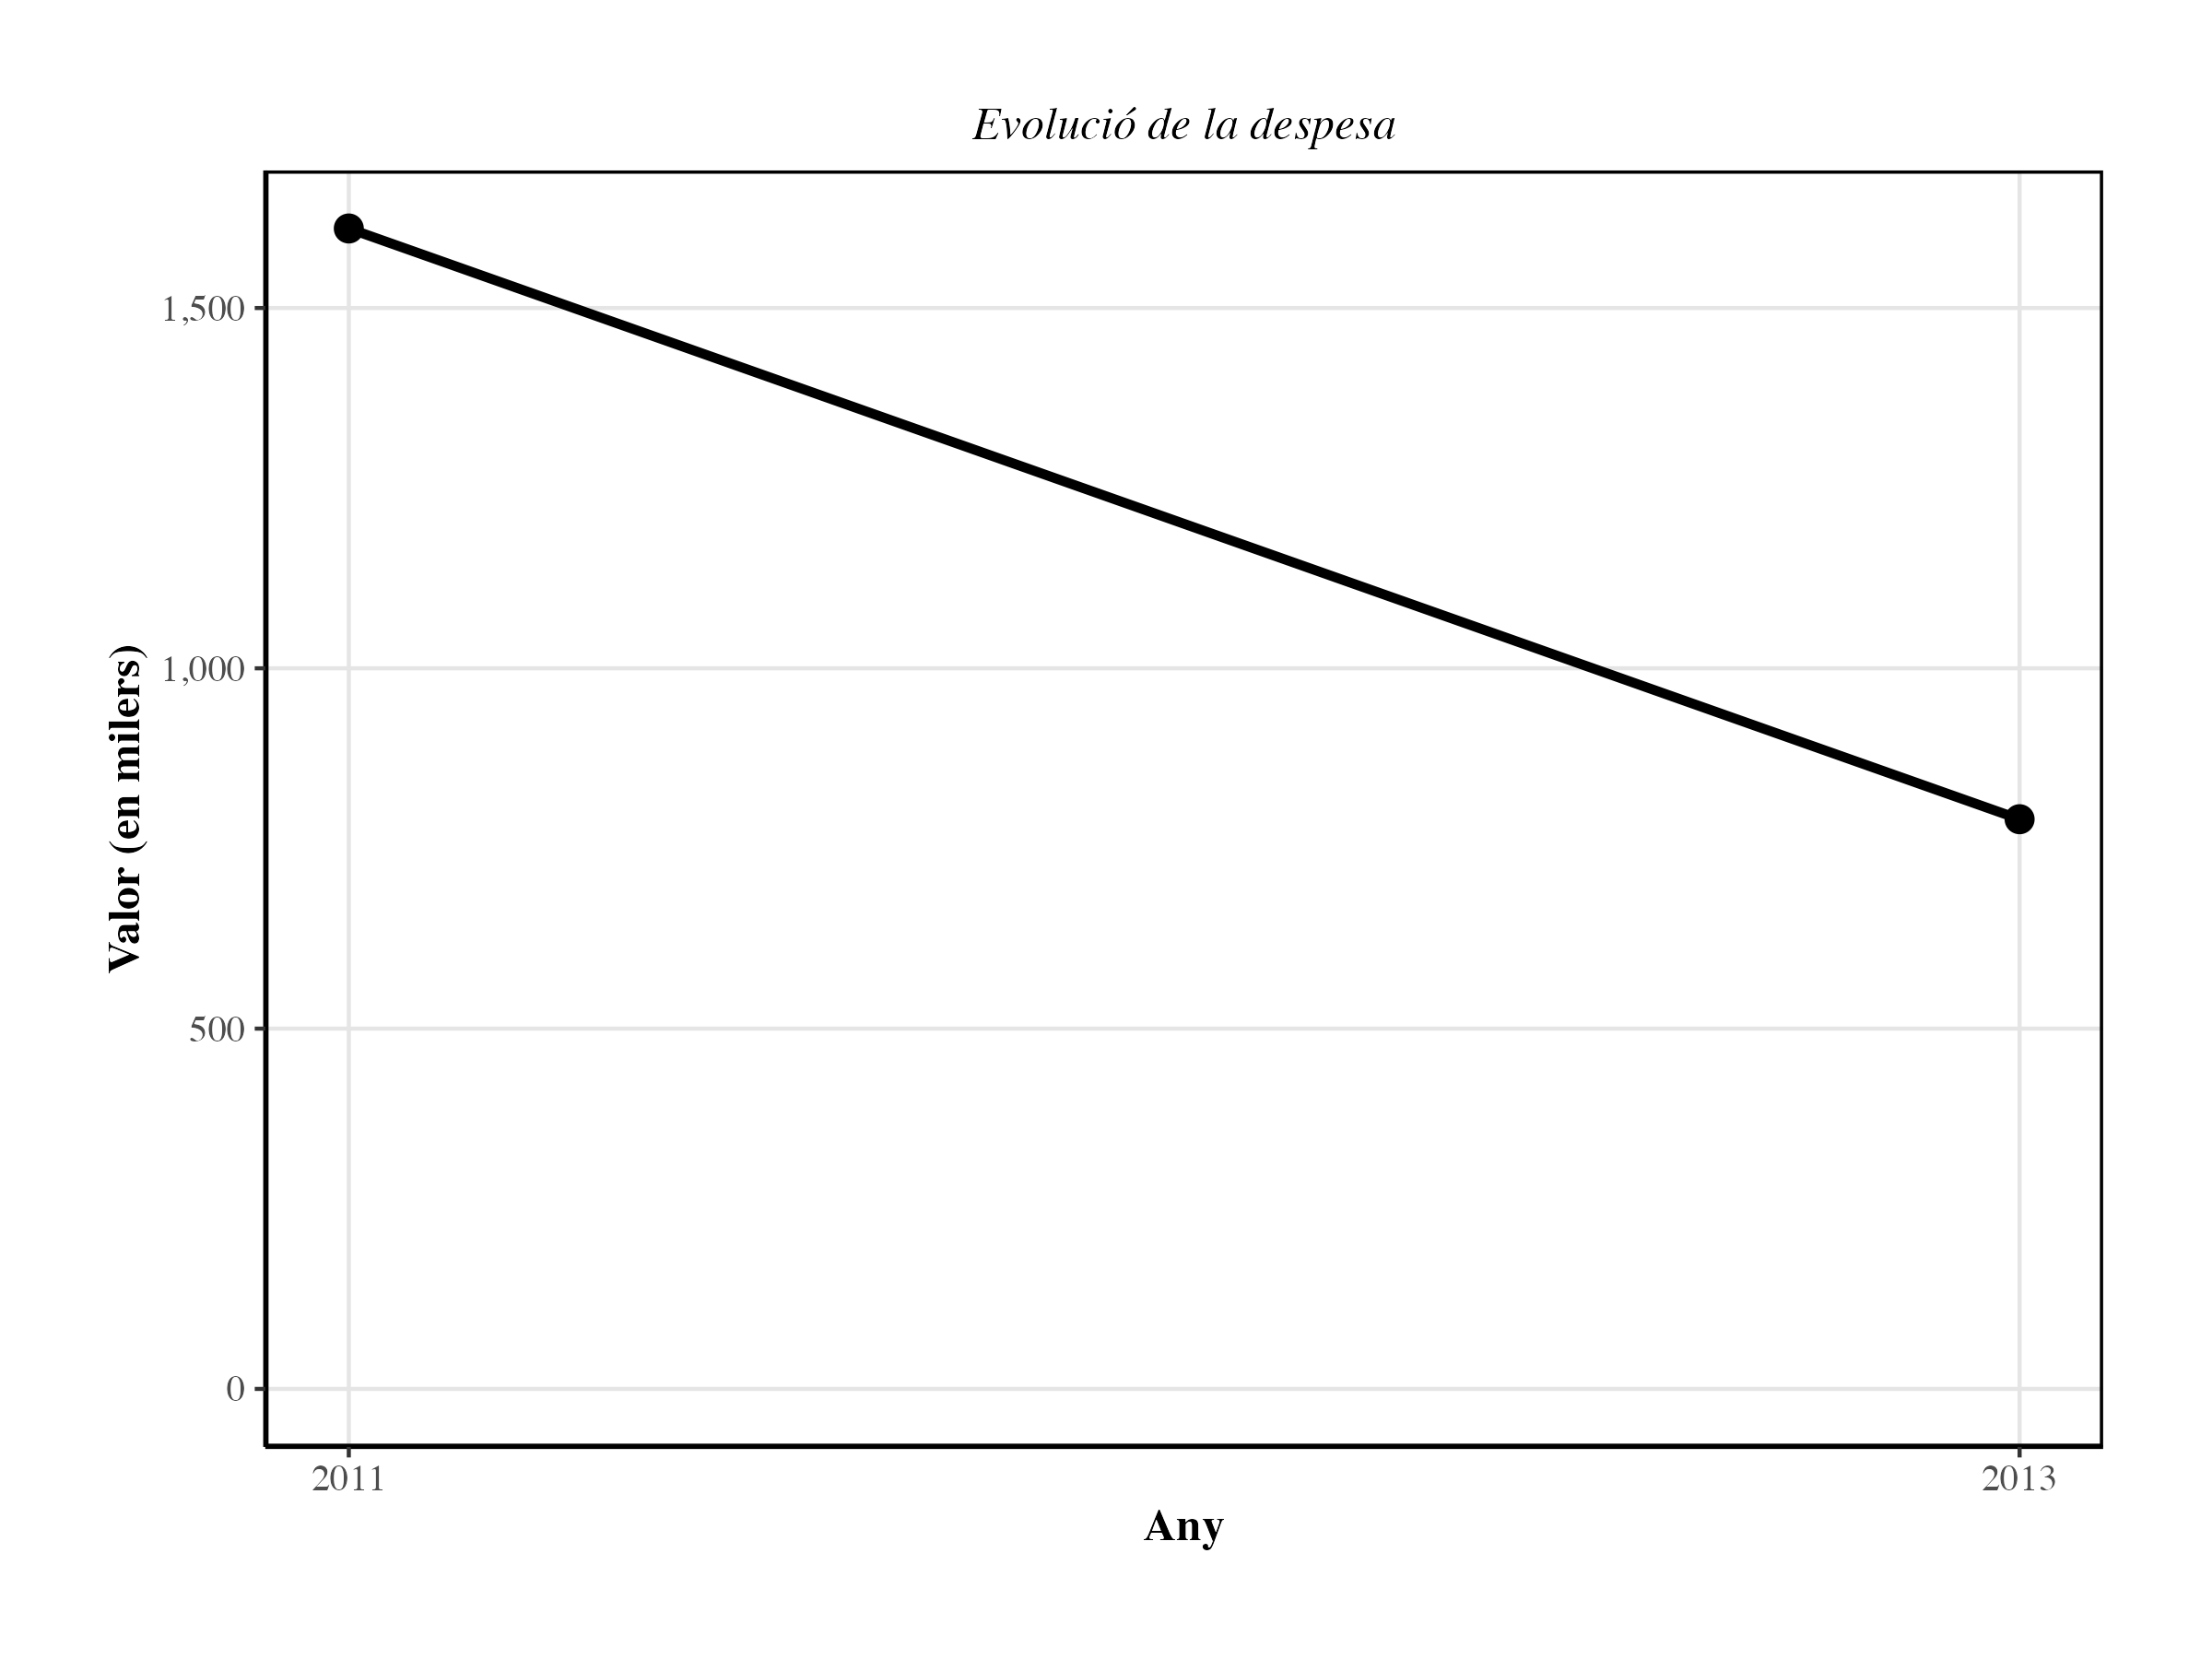 Evolució de la despesa
Valor (en milers)
1,500
1,000
500
0
2011
2013
Any